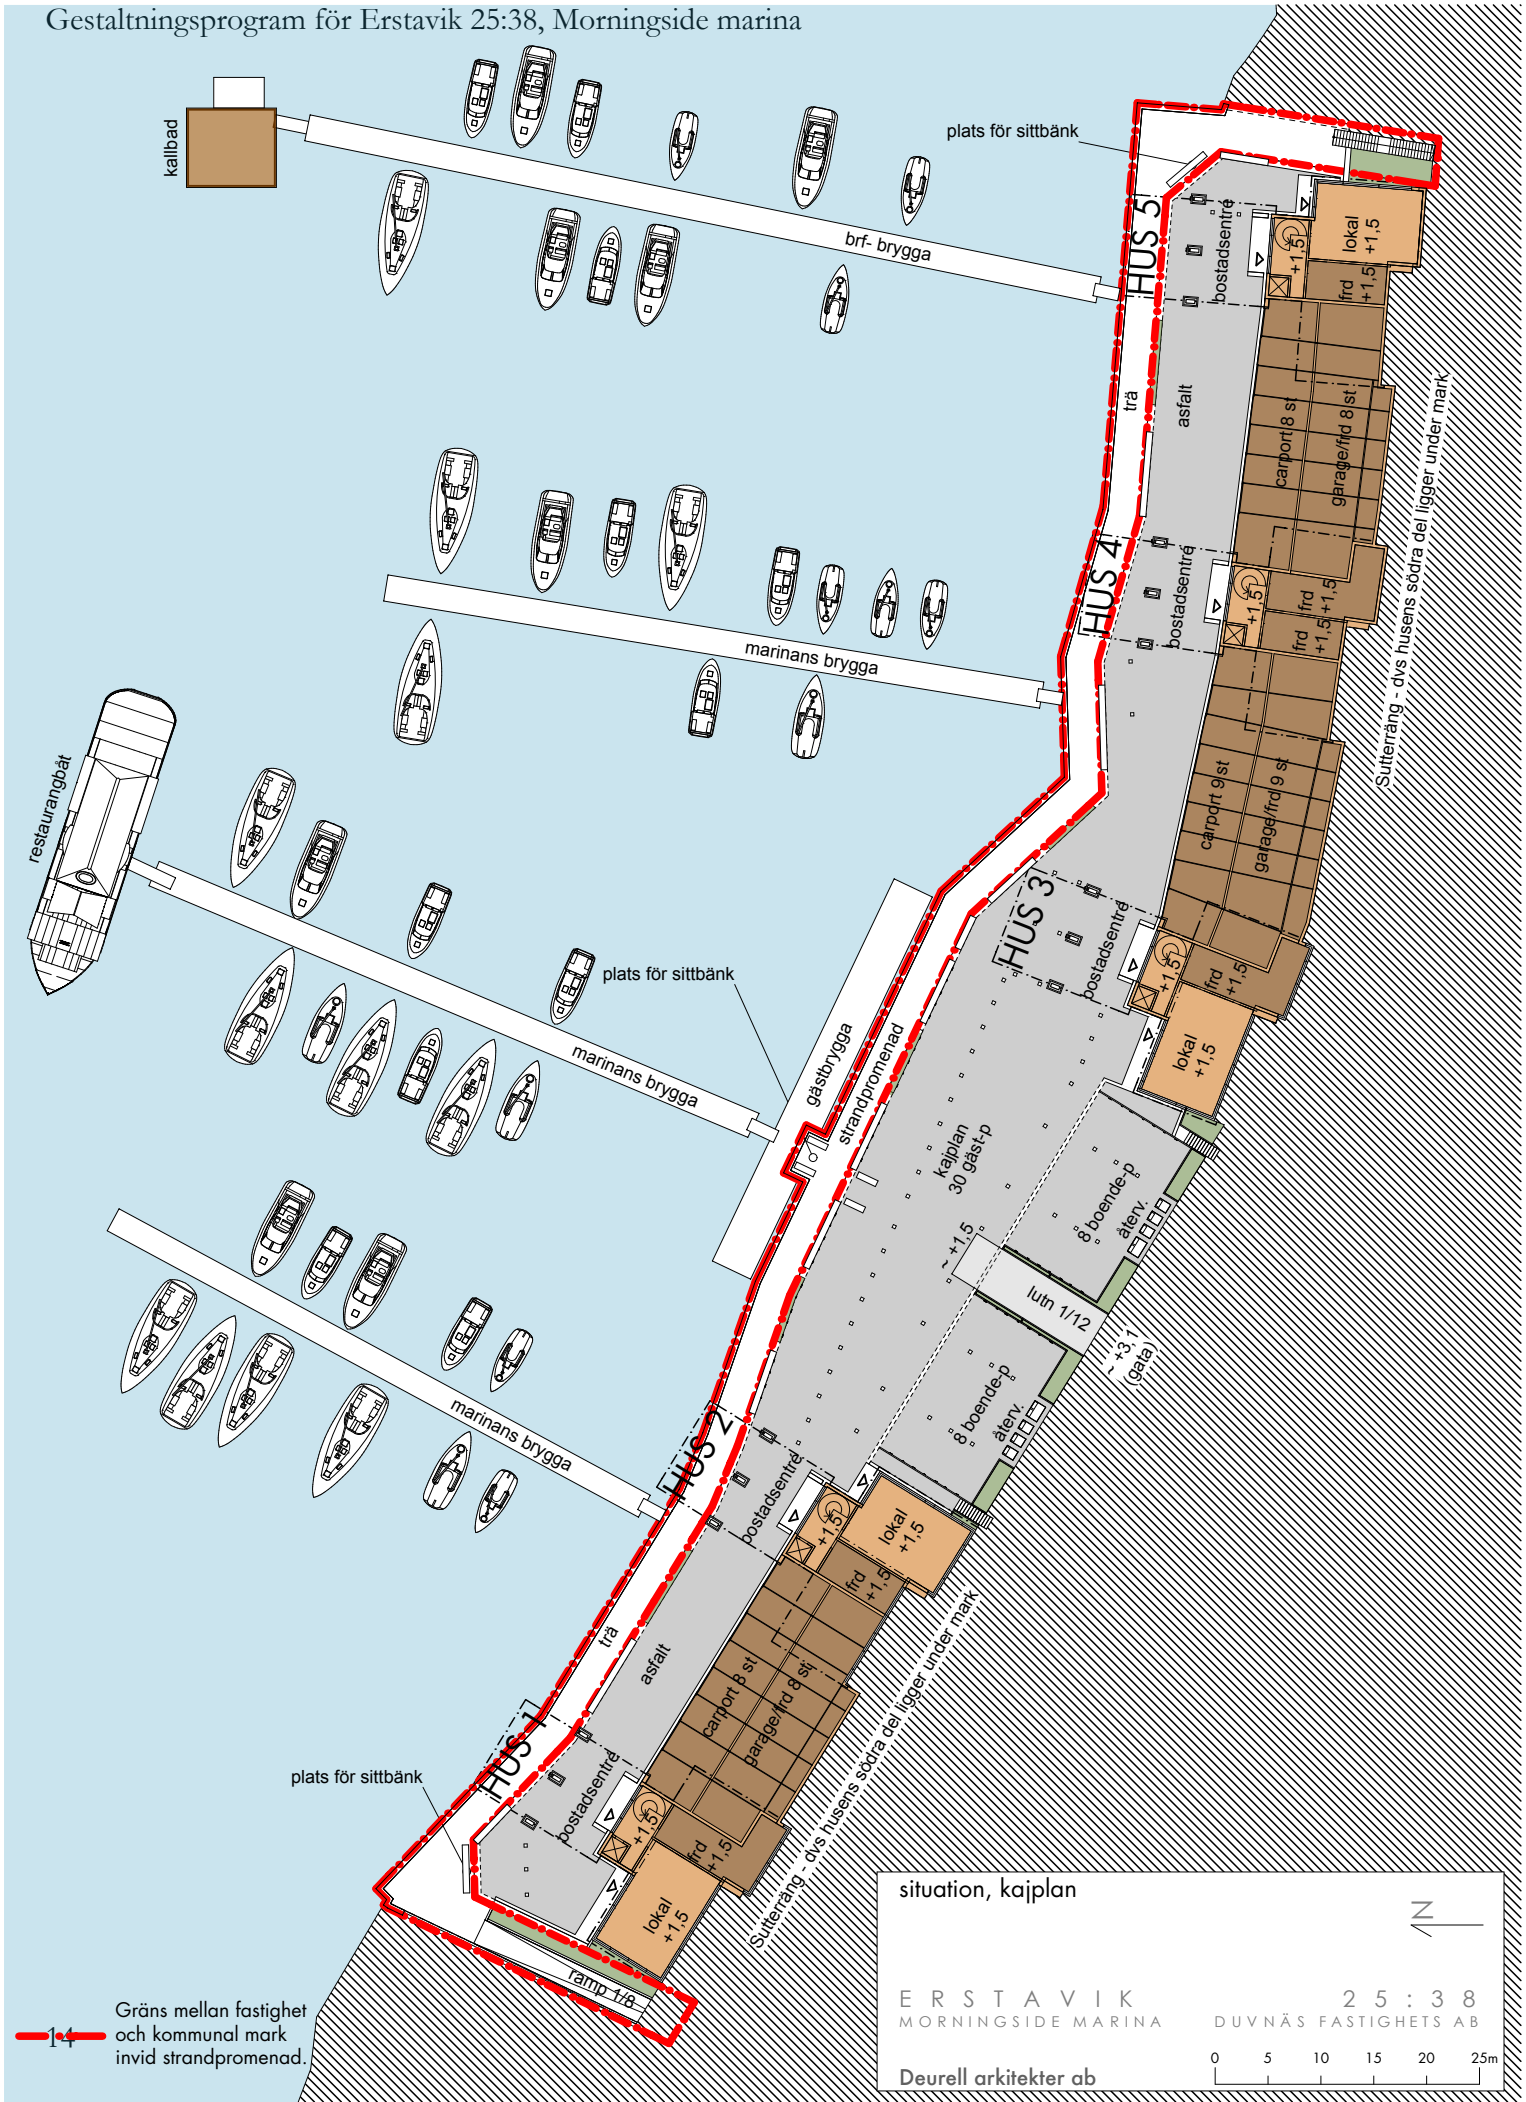 Gestaltningsprogram för Erstavik 25:38, Morningside marina
kallbad
plats för sittbänk
brf- brygga
HUS 5
bostadsentre
lokal
+1,5
+1,5
frd
+1,5
trä
asfalt
carport 8 st
garage/frd 8 st
Sutterräng - dvs husens södra del ligger under mark
HUS 4
bostadsentre
+1,5
frd
+1,5
frd
+1,5
marinans brygga
restaurangbåt
carport 9 st
garage/frd 9 st
HUS 3
bostadsentre
+1,5
frd
+1,5
lokal
+1,5
plats för sittbänk
marinans brygga
gästbrygga
strandpromenad
kajplan
30 gäst-p
~ +1,5
8 boende-p
återv.
lutn 1/12
~ +3,1
(gata)
8 boende-p
återv.
marinans brygga
HUS 2
bostadsentre
+1,5
lokal
+1,5
frd
+1,5
trä
asfalt
carport 8 st
garage/frd 8 st
Sutterräng - dvs husens södra del ligger under mark
HUS 1
bostadsentre
plats för sittbänk
+1,5
frd
+1,5
lokal
+1,5
ramp 1/8
situation, kajplan
N
ERSTAVIK 25:38
MORNINGSIDE MARINA DUVNÄS FASTIGHETS AB
0 5 10 15 20 25m
Deurell arkitekter ab
14
Gräns mellan fastighet
och kommunal mark
invid strandpromenad.